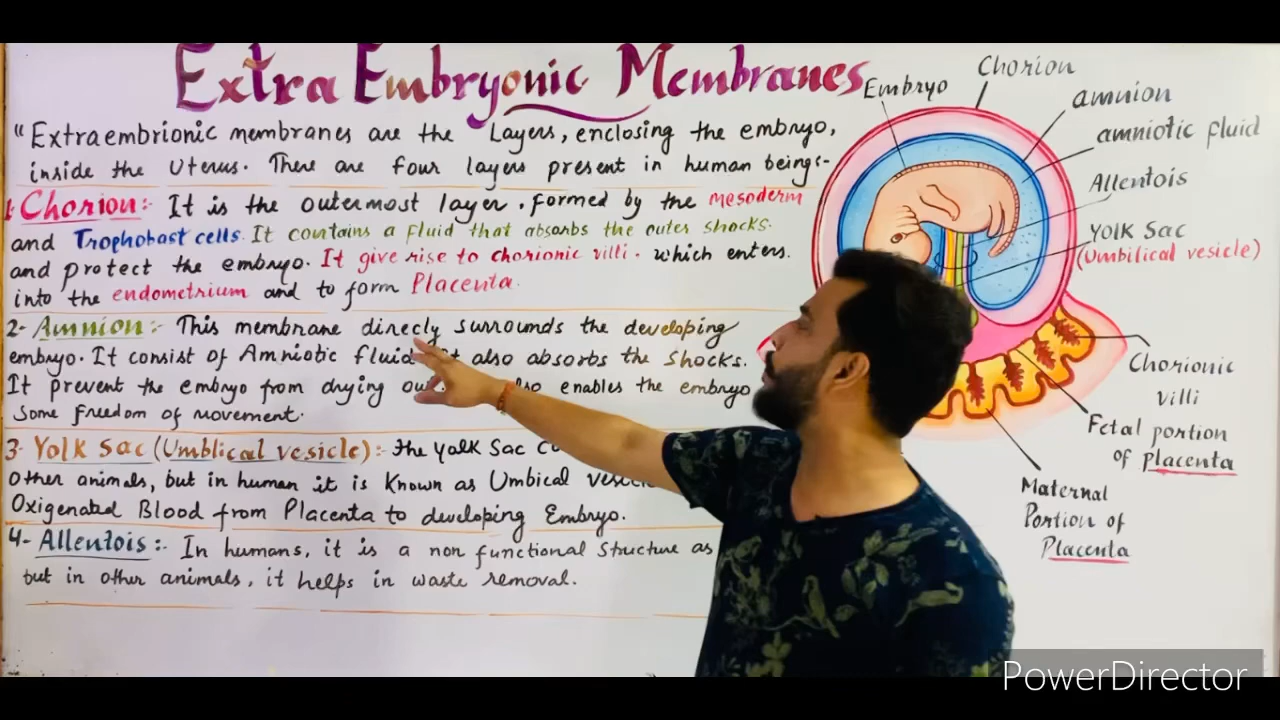 Extra Embryonic Membranes
"Extraembrionic membranes are the Layers, enclosing the embryo,
inside the Uterus. There are four layers present in human beings:-
1. Chorion:- It is the outermost layer. formed by the mesoderm
and Trophobast cells. It contains a fluid that absorbs the outer shocks.
and protect the embryo. It give rise to chorionic villi. which enters.
into the endometrium and to form Placenta.
2- Amnion:- This membrane direcly surrounds the developing
embryo. It consist of Amniotic fluid. It also absorbs the shocks.
It prevent the embryo from drying out. also enables the embryo
Some freedom of movement.
3- Yolk Sac (Umblical vesicle):- The yolk Sac
Other animals, but in human it is Known as Umbical
Oxigenated Blood from Placenta to developing Embryo.
4- Allentois:- In humans, it is a non functional Structure as
but in other animals, it helps in waste removal.
Embryo
Chorion
amnion
amniotic fluid
Allentois
Yolk Sac
(Umbilical vesicle)
Chorionic
Villi
Fetal portion
of Placenta
Maternal
Portion of
Placenta
PowerDirector